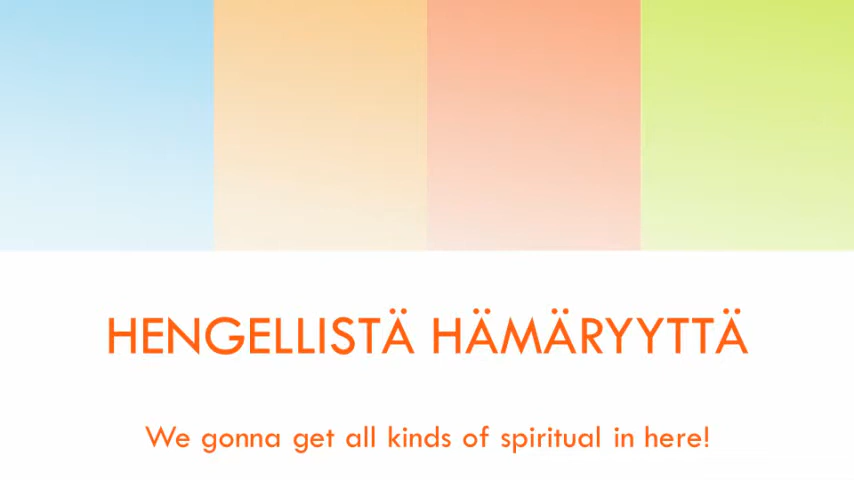 HENGELLISTÄ HÄMÄRYYTTÄ
We gonna get all kinds of spiritual in here!